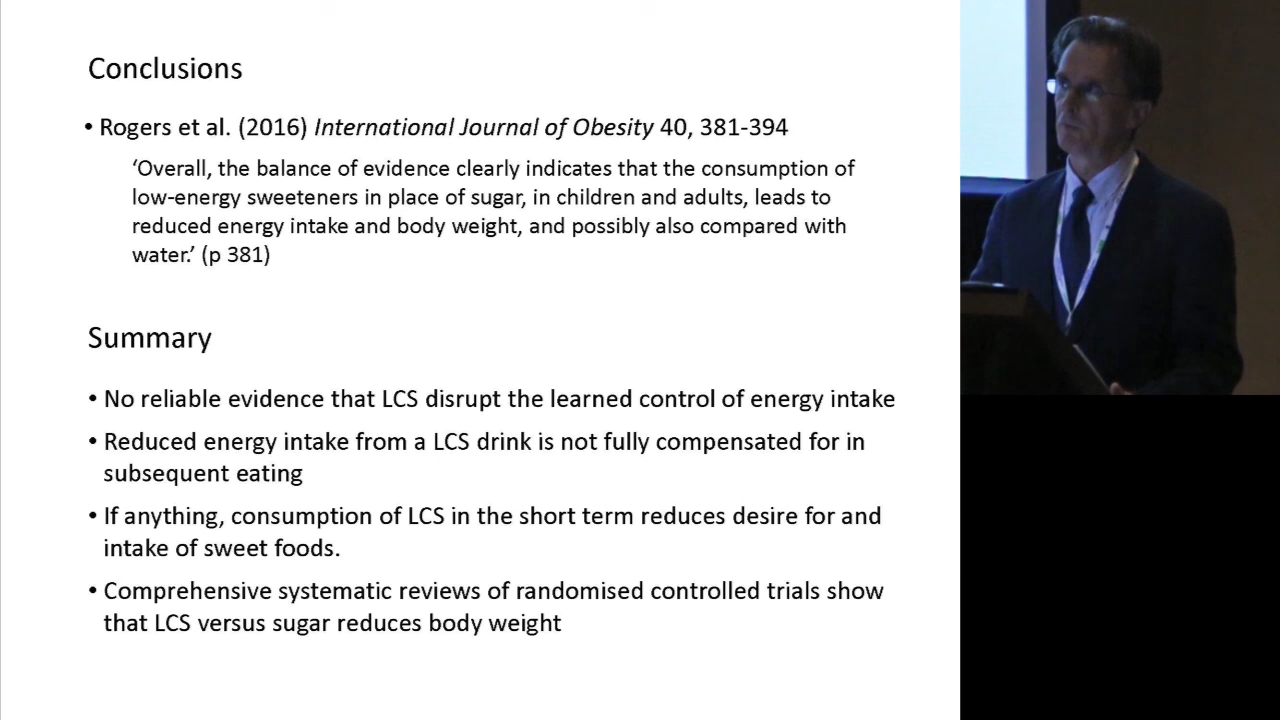 Conclusions
• Rogers et al. (2016) International Journal of Obesity 40, 381-394
‘Overall, the balance of evidence clearly indicates that the consumption of
low-energy sweeteners in place of sugar, in children and adults, leads to
reduced energy intake and body weight, and possibly also compared with
water.’ (p 381)
Summary
• No reliable evidence that LCS disrupt the learned control of energy intake
• Reduced energy intake from a LCS drink is not fully compensated for in
subsequent eating
• If anything, consumption of LCS in the short term reduces desire for and
intake of sweet foods.
• Comprehensive systematic reviews of randomised controlled trials show
that LCS versus sugar reduces body weight